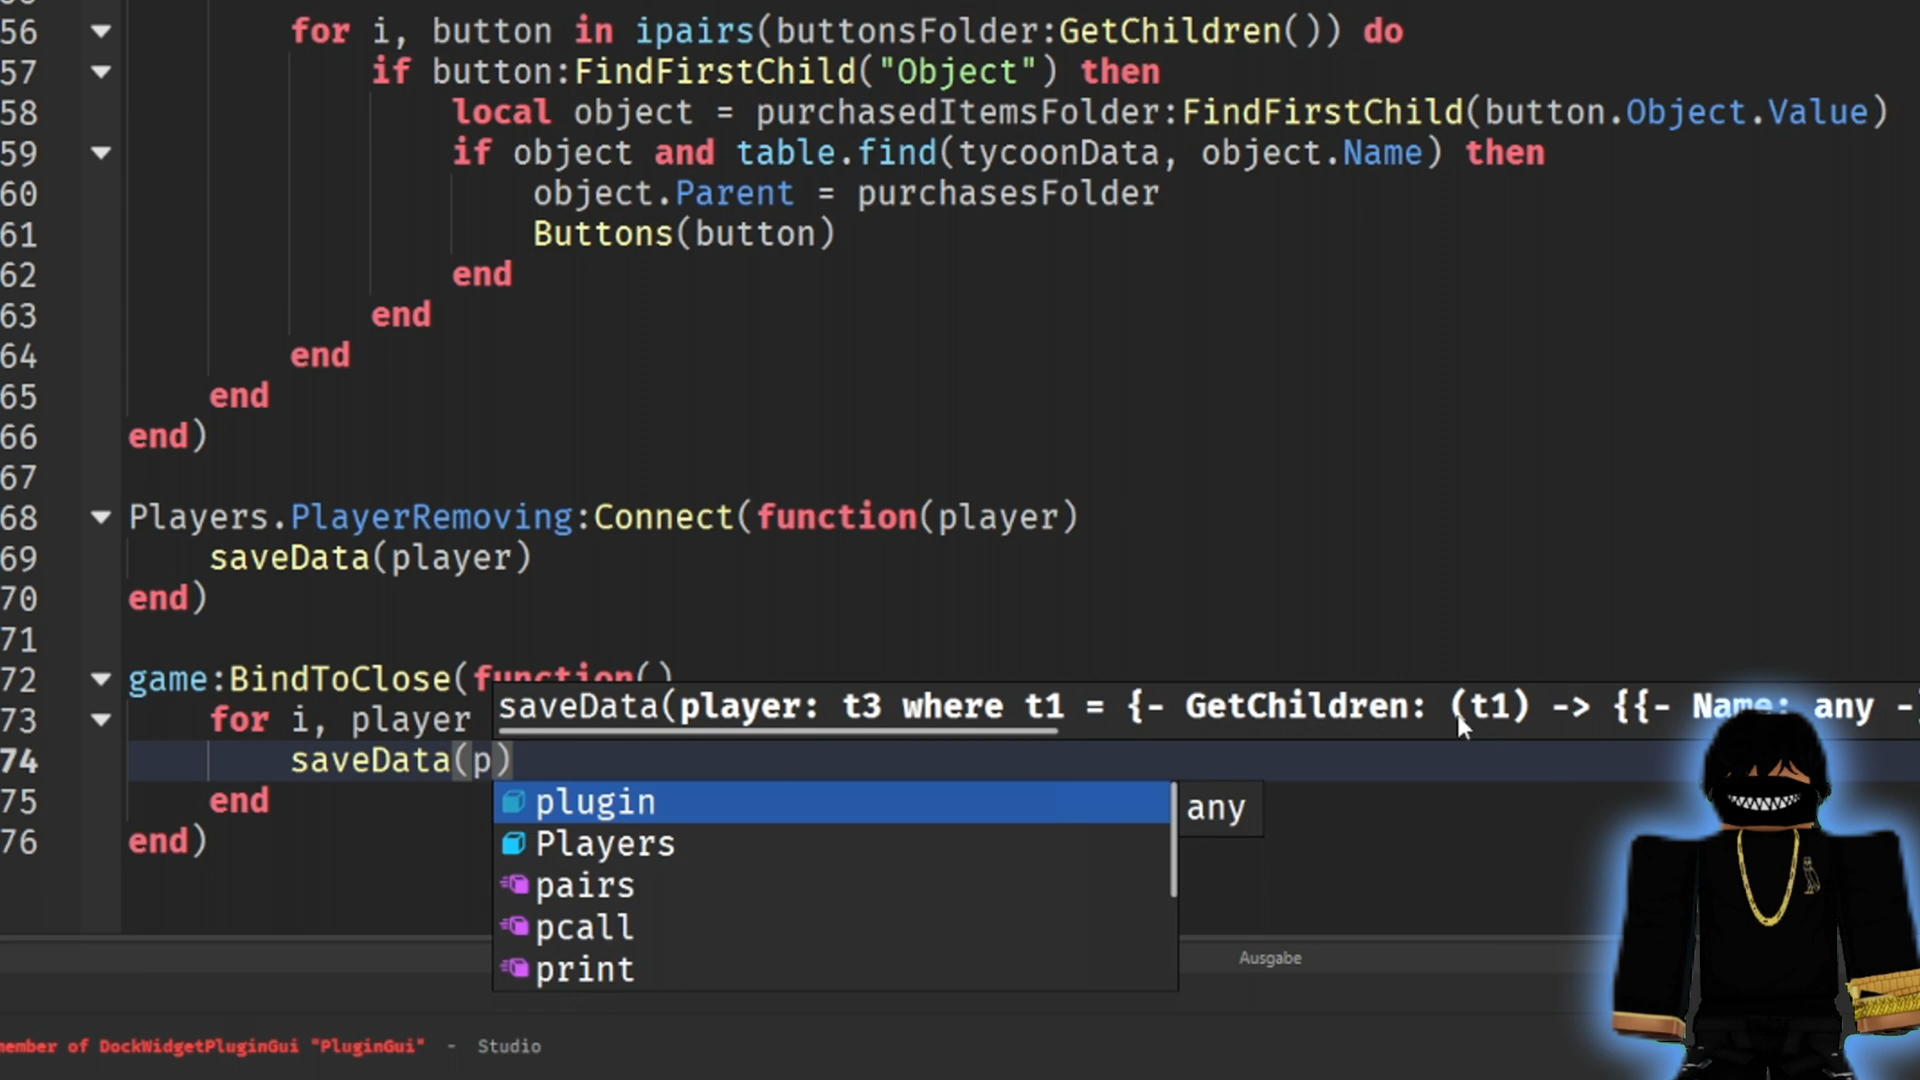 56 for i, button in ipairs(buttonsFolder:GetChildren()) do
57 if button:FindFirstChild("Object") then
58 local object = purchasedItemsFolder:FindFirstChild(button.Object.Value)
59 if object and table.find(tycoonData, object.Name) then
60 object.Parent = purchasesFolder
61 Buttons(button)
62 end
63 end
64 end
65 end
66 end)
67
68 Players.PlayerRemoving:Connect(function(player)
69 saveData(player)
70 end)
71
72 game:BindToClose(function()
saveData(player: t3 where t1 = {- GetChildren: (t1) -> {{- Name: any -
73 for i, player
74 saveData(p)
75 end
76 end)
plugin
any
Players
pairs
pcall
print
Ausgabe
member of DockWidgetPluginGui "PluginGui" - Studio